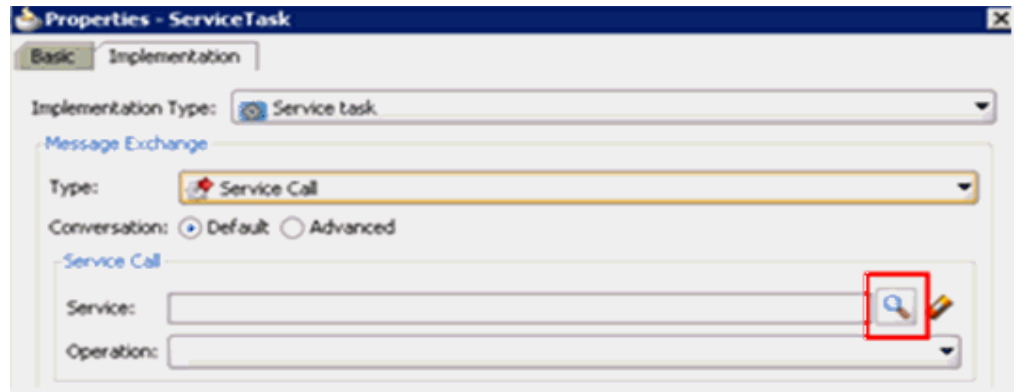 Properties - ServiceTask
Basic Implementation
Implementation Type: Service task
Message Exchange
Type: Service Call
Conversation: Default Advanced
Service Call
Service:
Operation: